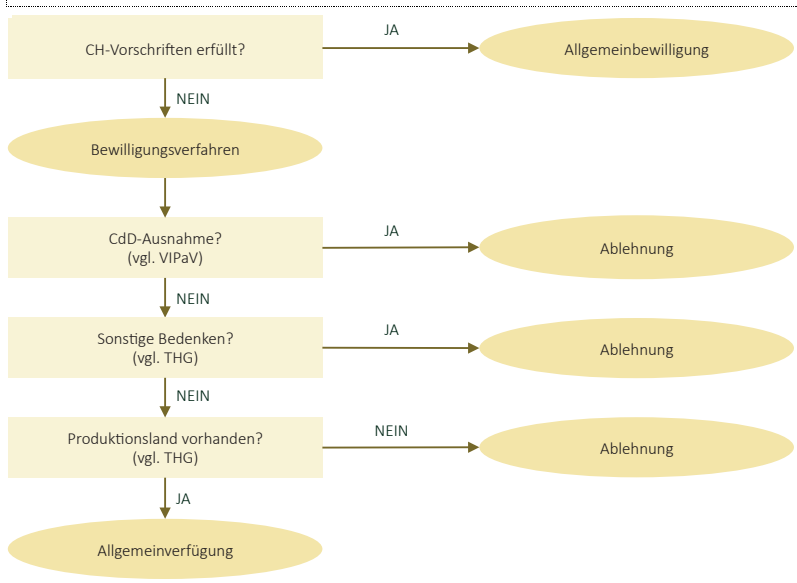 CH-Vorschriften erfüllt?
JA
Allgemeinbewilligung
NEIN
Bewilligungsverfahren
CdD-Ausnahme?
(vgl. VIPaV)
JA
Ablehnung
NEIN
Sonstige Bedenken?
(vgl. THG)
JA
Ablehnung
NEIN
Produktionsland vorhanden?
(vgl. THG)
NEIN
Ablehnung
JA
Allgemeinverfügung